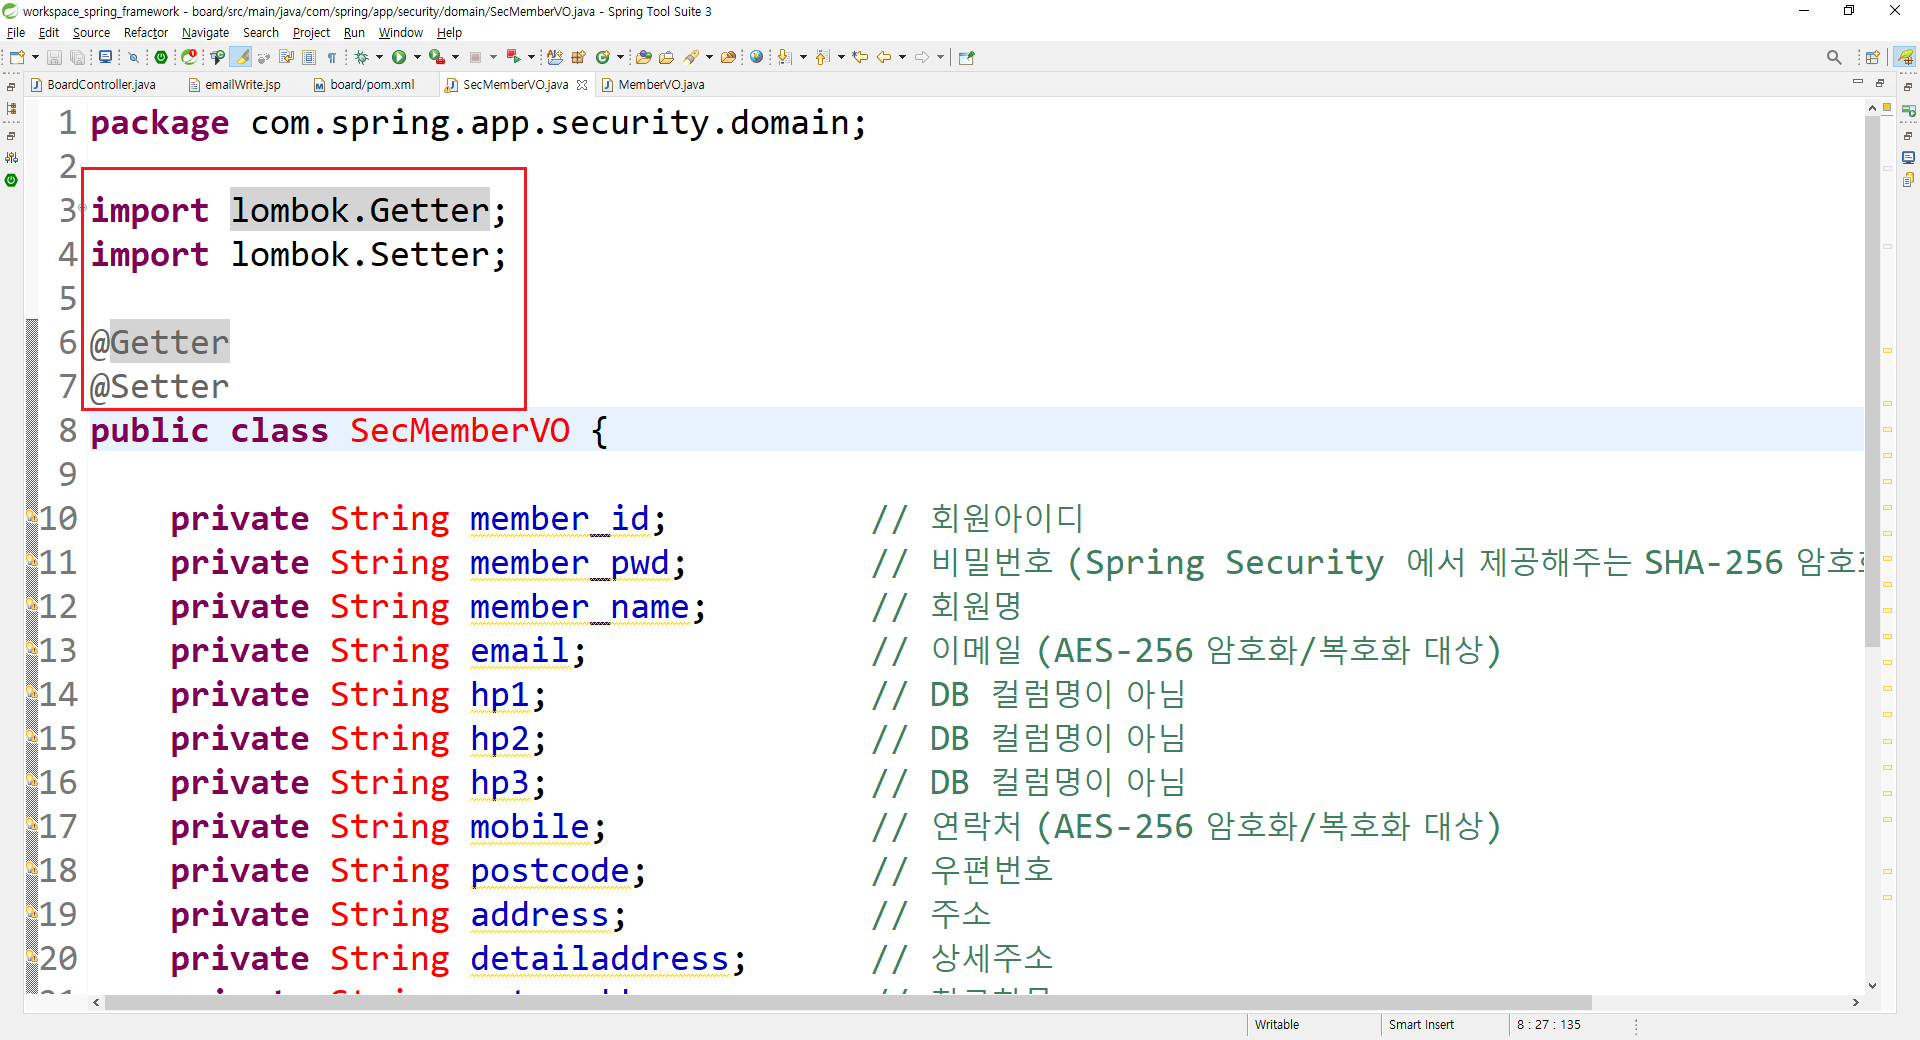 workspace_spring_framework - board/src/main/java/com/spring/app/security/domain/SecMemberVO.java - Spring Tool Suite 3
File Edit Source Refactor Navigate Search Project Run Window Help
BoardController.java emailWrite.jsp board/pom.xml SecMemberVO.java MemberVO.java
1 package com.spring.app.security.domain;
2
3 import lombok.Getter;
4 import lombok.Setter;
5
6 @Getter
7 @Setter
8 public class SecMemberVO {
9
10 private String member_id; // 회원아이디
11 private String member_pwd; // 비밀번호 (Spring Security 에서 제공해주는 SHA-256 암호화
12 private String member_name; // 회원명
13 private String email; // 이메일 (AES-256 암호화/복호화 대상)
14 private String hp1; // DB 컬럼명이 아님
15 private String hp2; // DB 컬럼명이 아님
16 private String hp3; // DB 컬럼명이 아님
17 private String mobile; // 연락처 (AES-256 암호화/복호화 대상)
18 private String postcode; // 우편번호
19 private String address; // 주소
20 private String detailaddress; // 상세주소
Writable Smart Insert 8 : 27 : 135